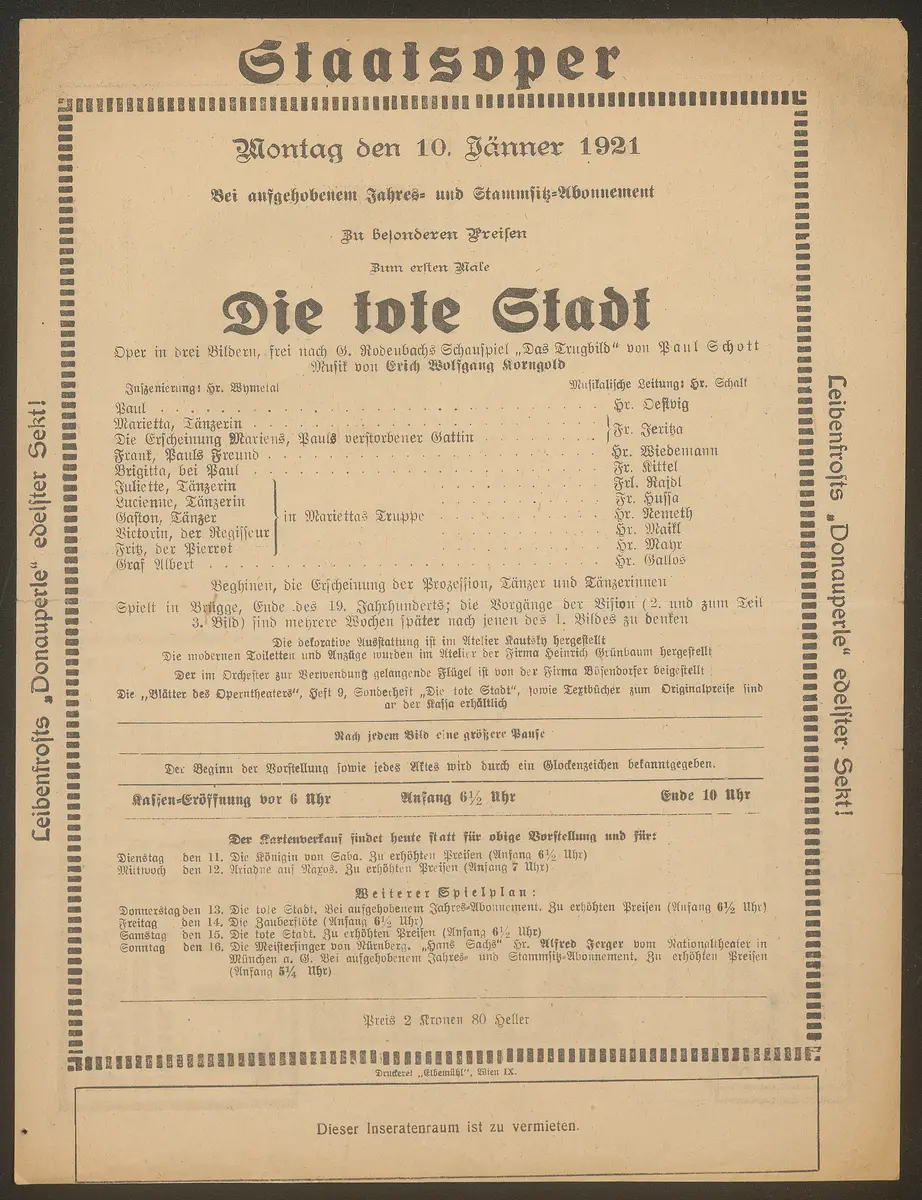 Staatsoper
Montag den 10. Jänner 1921
Bei aufgehobenem Jahres- und Stammsitz-Abonnement
Zu besonderen Preisen
Zum ersten Male
Die tote Stadt
Oper in drei Bildern, frei nach G. Rodenbachs Schauspiel „Das Trugbild“ von Paul Schott
Musik von Erich Wolfgang Korngold
Inszenierung: Hr. Wymetal Musikalische Leitung: Hr. Schalk
Paul . . . . . . . . . . . . . . . . . . Hr. Oestvig
Marietta, Tänzerin . . . . . . . . . . . . . . . }
Die Erscheinung Mariens, Pauls verstorbener Gattin . . . . . . } Fr. Jeritza
Frank, Pauls Freund . . . . . . . . . . . . . . . Hr. Wiedemann
Brigitta, bei Paul . . . . . . . . . . . . . . . Fr. Kittel
Juliette, Tänzerin . . . . . . Frl. Rajdl
Lucienne, Tänzerin . . . . . . Fr. Hussa
Gaston, Tänzer } in Mariettas Truppe . . . . . . Hr. Nemeth
Victorin, der Regisseur . . . . . . Hr. Maikl
Fritz, der Pierrot . . . . . . Hr. Mayr
Graf Albert . . . . . . . . . . . . . . . Hr. Gallos
Beghinen, die Erscheinung der Prozession, Tänzer und Tänzerinnen
Spielt in Brügge, Ende des 19. Jahrhunderts; die Vorgänge der Vision (2. und zum Teil
3. Bild) sind mehrere Wochen später nach jenen des 1. Bildes zu denken
Die dekorative Ausstattung ist im Atelier Kautsky hergestellt
Die modernen Toiletten und Anzüge wurden im Atelier der Firma Heinrich Grünbaum hergestellt
Der im Orchester zur Verwendung gelangende Flügel ist von der Firma Bösendorfer beigestellt
Die „Blätter des Operntheaters“, Heft 9, Sonderheft „Die tote Stadt“, sowie Textbücher zum Originalpreise sind
an der Kassa erhältlich
Nach jedem Bild eine größere Pause
Der Beginn der Vorstellung sowie jedes Aktes wird durch ein Glockenzeichen bekanntgegeben.
Kassen-Eröffnung vor 6 Uhr Anfang 6½ Uhr Ende 10 Uhr
Der Kartenverkauf findet heute statt für obige Vorstellung und für:
Dienstag den 11. Die Königin von Saba. Zu erhöhten Preisen (Anfang 6½ Uhr)
Mittwoch den 12. Ariadne auf Naxos. Zu erhöhten Preisen (Anfang 7 Uhr)
Weiterer Spielplan:
Donnerstag den 13. Die tote Stadt. Bei aufgehobenem Jahres-Abonnement. Zu erhöhten Preisen (Anfang 6½ Uhr)
Freitag den 14. Die Zauberflöte (Anfang 6½ Uhr)
Samstag den 15. Die tote Stadt. Zu erhöhten Preisen (Anfang 6½ Uhr)
Sonntag den 16. Die Meistersinger von Nürnberg. „Hans Sachs“ Hr. Alfred Jerger vom Nationaltheater in
München a. G. Bei aufgehobenem Jahres- und Stammsitz-Abonnement. Zu erhöhten Preisen
(Anfang 5¼ Uhr)
Preis 2 Kronen 80 Heller
Druckerei „Elbemühl“, Wien IX.
Dieser Inseratenraum ist zu vermieten.
Leibenfrosts „Donauperle“ edelster Sekt!
Leibenfrosts „Donauperle“ edelster Sekt!